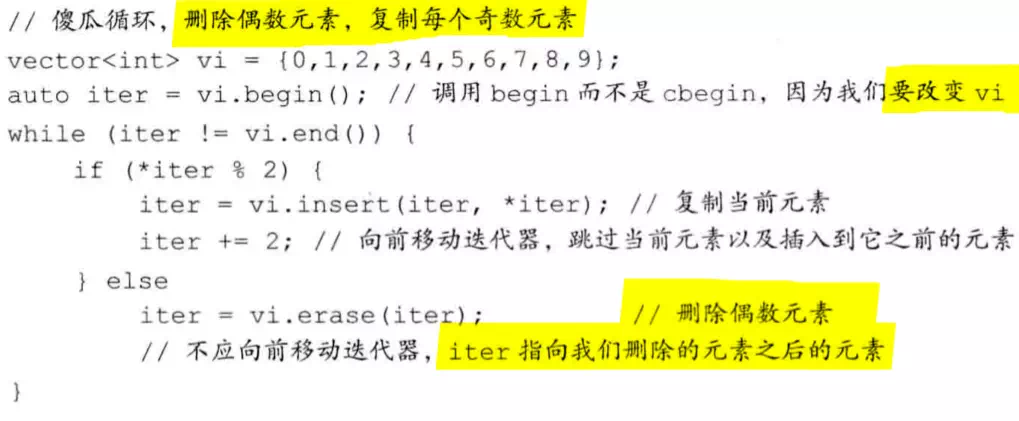 // 傻瓜循环，删除偶数元素，复制每个奇数元素
vector<int> vi = {0,1,2,3,4,5,6,7,8,9};
auto iter = vi.begin(); // 调用 begin 而不是 cbegin，因为我们要改变 vi
while (iter != vi.end()) {
    if (*iter % 2) {
        iter = vi.insert(iter, *iter); // 复制当前元素
        iter += 2; // 向前移动迭代器，跳过当前元素以及插入到它之前的元素
    } else
        iter = vi.erase(iter); // 删除偶数元素
        // 不应向前移动迭代器，iter 指向我们删除的元素之后的元素
}